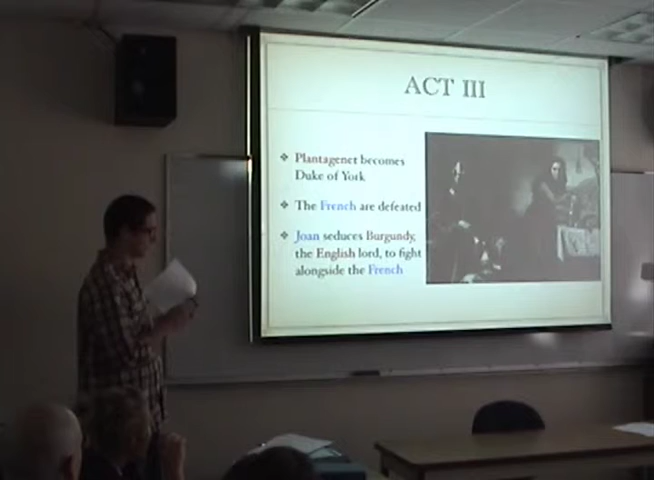 ACT III
❖ Plantagenet becomes
Duke of York
❖ The French are defeated
❖ Joan seduces Burgundy,
the English lord, to fight
alongside the French